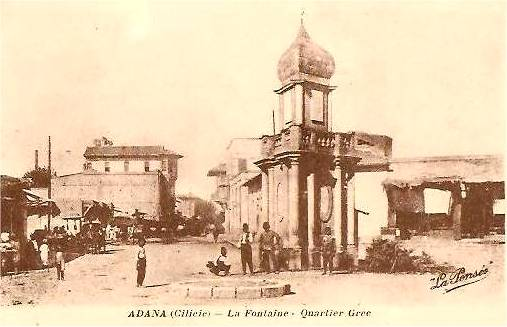 La Pensée
ADANA (Cilicie) — La Fontaine - Quartier Grec